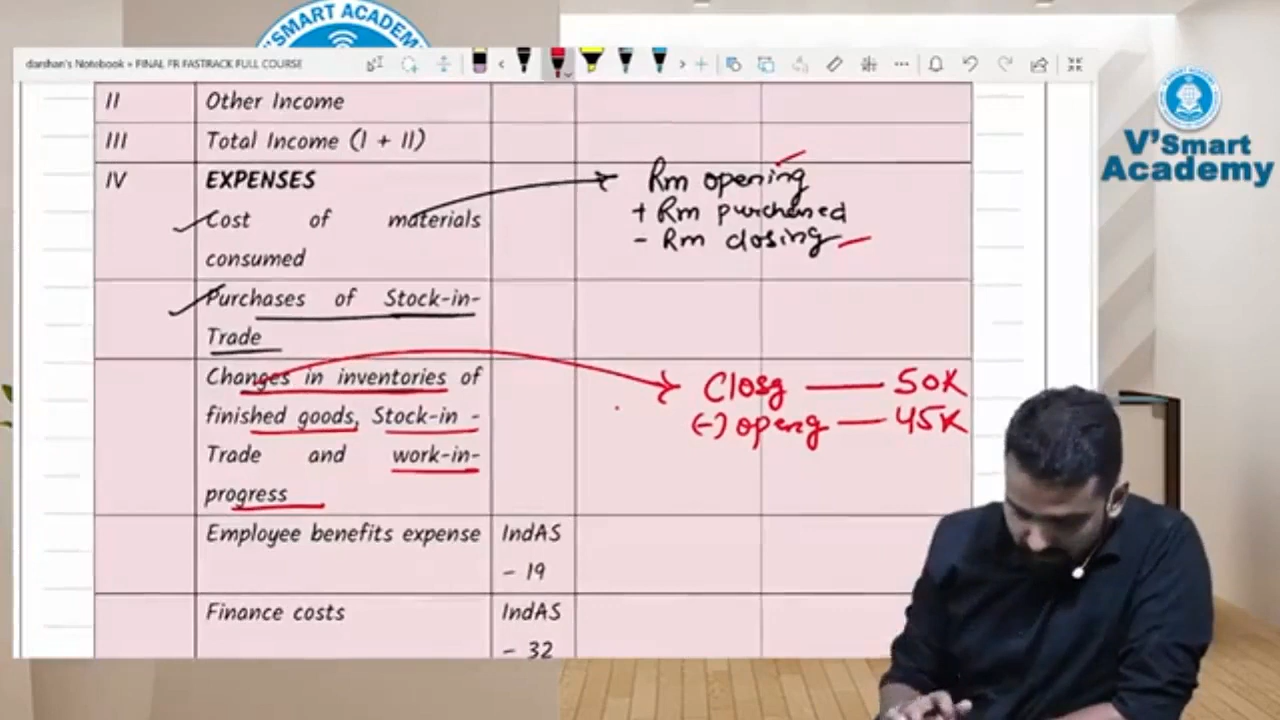 V'SMART ACADEMY
darshan's Notebook » FINAL FR FASTRACK FULL COURSE
II Other Income
III Total Income (I + II)
IV EXPENSES
Cost of materials
consumed
Rm opening
+ Rm purchased
- Rm closing
Purchases of Stock-in-
Trade
Changes in inventories of
finished goods, Stock-in -
Trade and work-in-
progress
Closg — 50K
(-) openg — 45K
Employee benefits expense IndAS
- 19
Finance costs IndAS
- 32
V'Smart
Academy